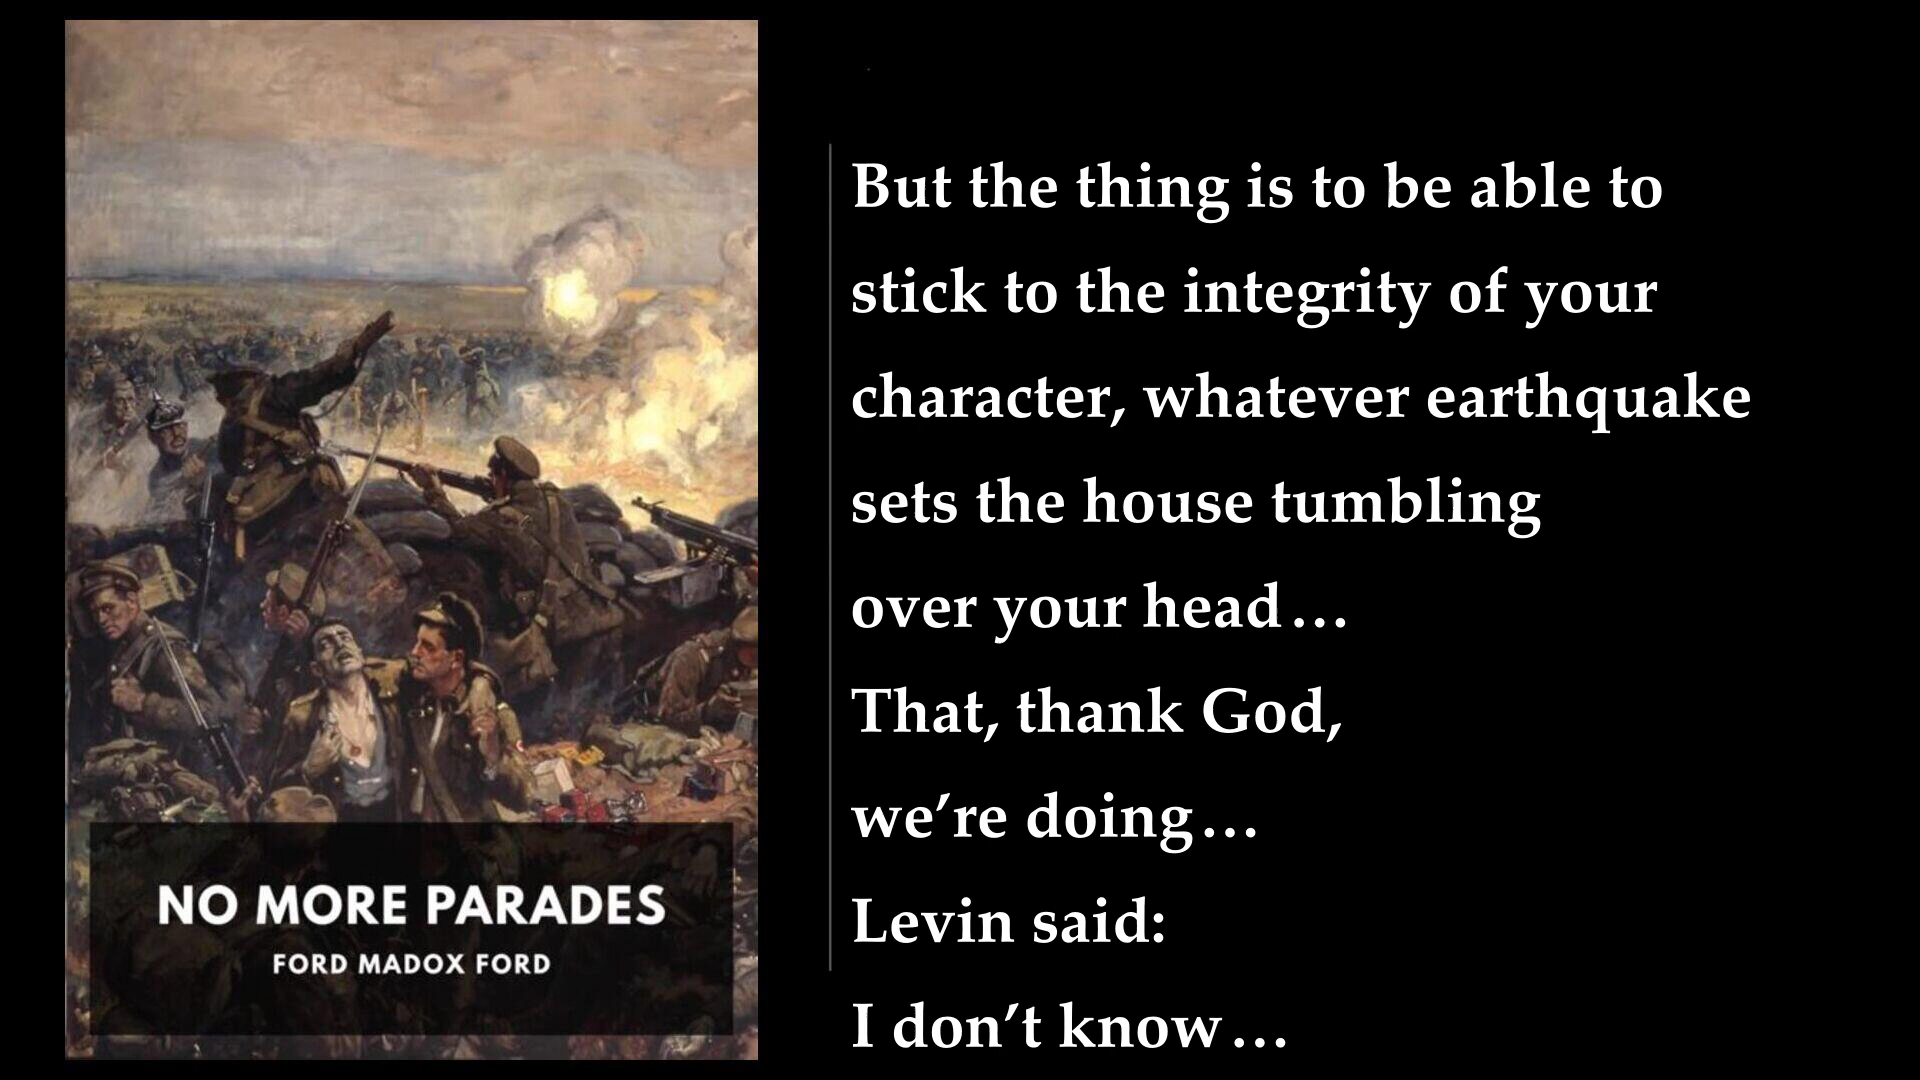 NO MORE PARADES
FORD MADOX FORD
But the thing is to be able to
stick to the integrity of your
character, whatever earthquake
sets the house tumbling
over your head…
That, thank God,
we’re doing…
Levin said:
I don’t know…